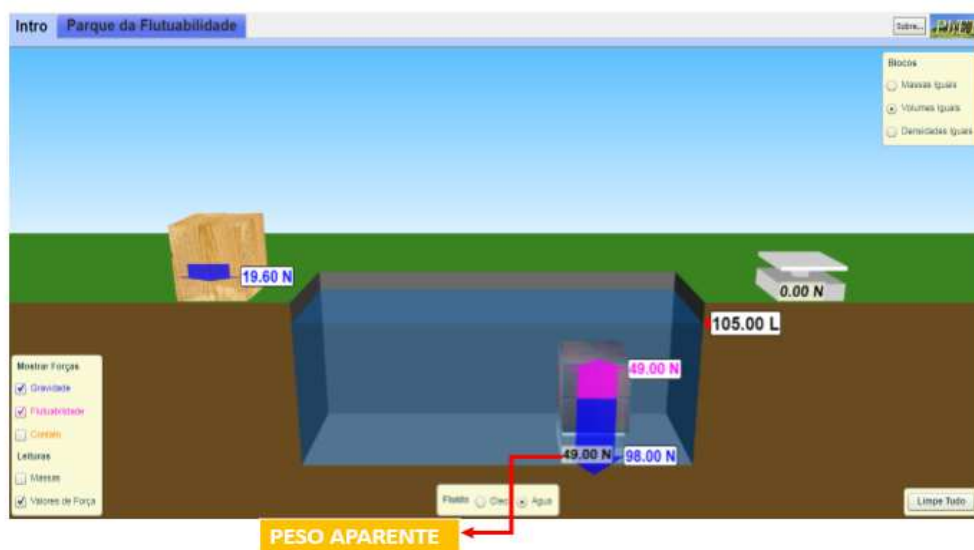 Intro Parque da Flutuabilidade
Sobre...
Blocos
Massas Iguais
Volumes Iguais
Densidades Iguais
19.60 N
0.00 N
105.00 L
49.00 N
49.00 N
98.00 N
Mostrar Forças
Gravidade
Flutuabilidade
Contato
Leituras
Massas
Valores de Força
Fluido Óleo Água
Limpe Tudo
PESO APARENTE